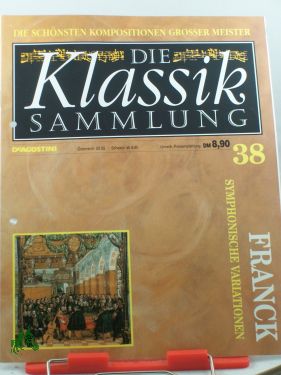 DIE SCHÖNSTEN KOMPOSITIONEN GROSSER MEISTER
DIE
Klassik
SAMMLUNG
DEAGOSTINI
DM 8,90
38
FRANCK
SYMPHONISCHE VARIATIONEN